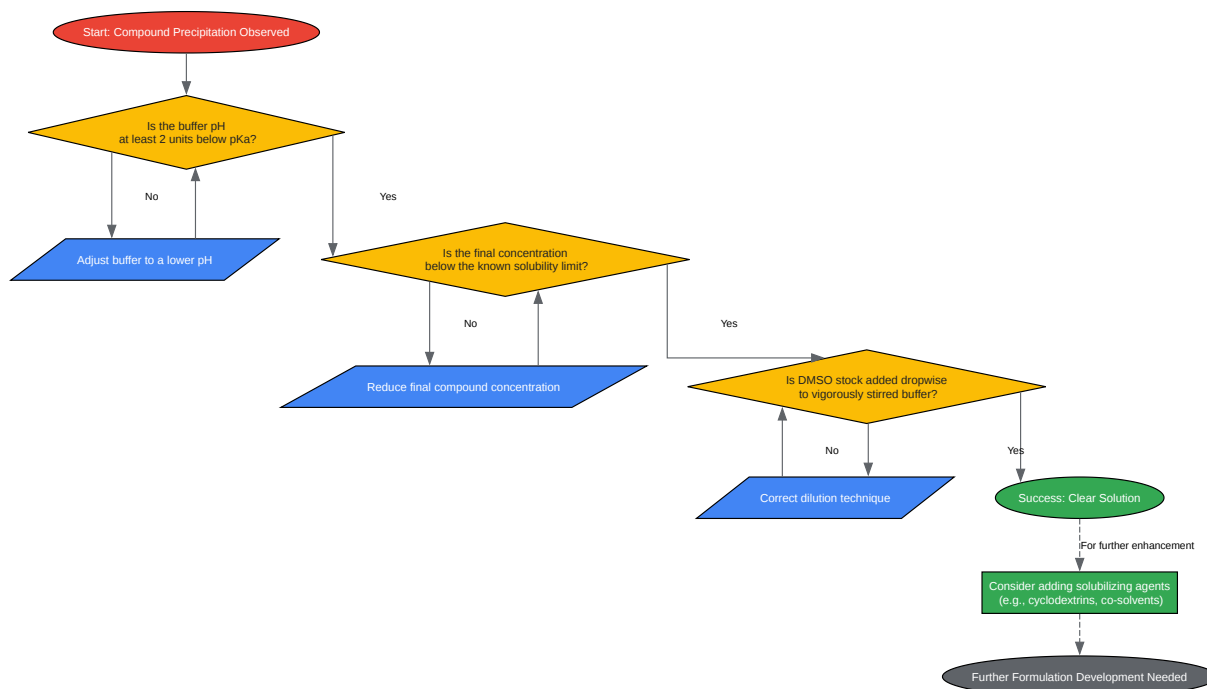 Start: Compound Precipitation Observed
Is the buffer pH
at least 2 units below pKa?
No
Yes
Adjust buffer to a lower pH
Is the final concentration
below the known solubility limit?
No
Yes
Reduce final compound concentration
Is DMSO stock added dropwise
to vigorously stirred buffer?
No
Yes
Correct dilution technique
Success: Clear Solution
For further enhancement
Consider adding solubilizing agents
(e.g., cyclodextrins, co-solvents)
Further Formulation Development Needed